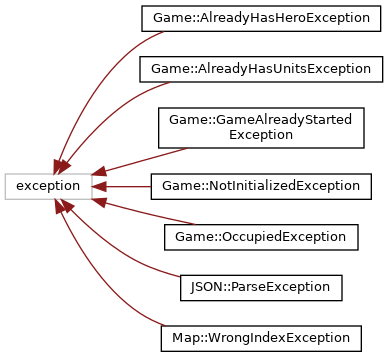 Game::AlreadyHasHeroException
Game::AlreadyHasUnitsException
Game::GameAlreadyStarted
Exception
exception
Game::NotInitializedException
Game::OccupiedException
JSON::ParseException
Map::WrongIndexException